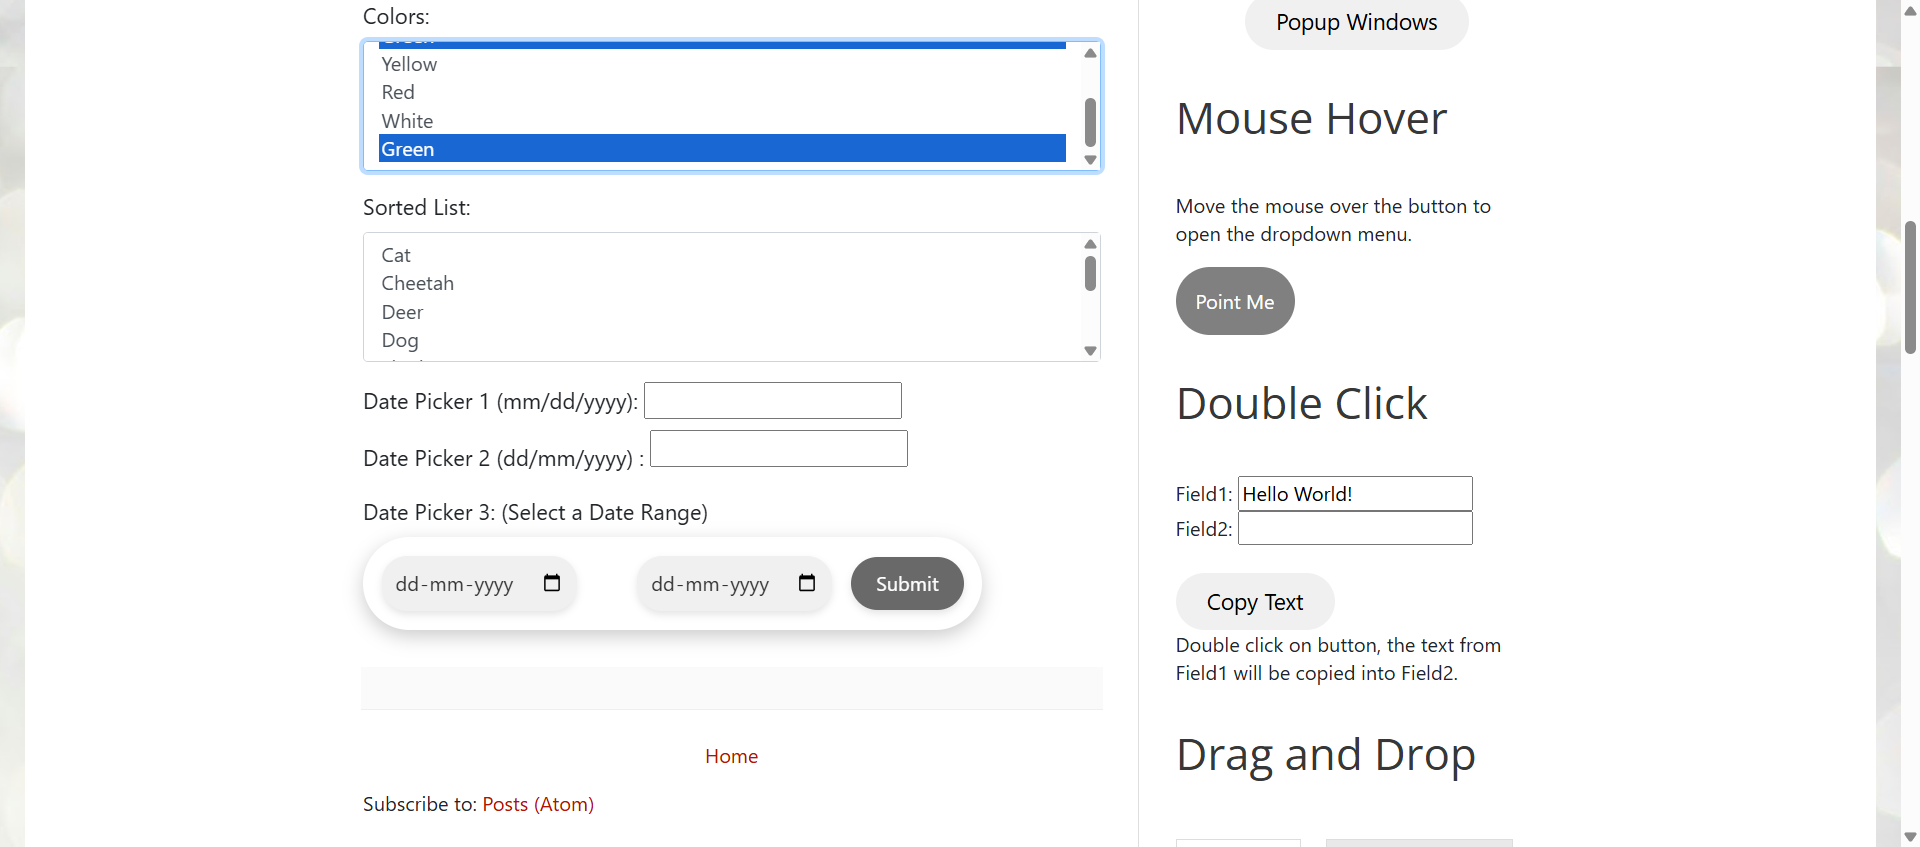 Colors:
Yellow
Red
White
Green
Sorted List:
Cat
Cheetah
Deer
Dog
Date Picker 1 (mm/dd/yyyy):
Date Picker 2 (dd/mm/yyyy) :
Date Picker 3: (Select a Date Range)
dd-mm-yyyy
dd-mm-yyyy
Submit
Home
Subscribe to: Posts (Atom)
Popup Windows
Mouse Hover
Move the mouse over the button to
open the dropdown menu.
Point Me
Double Click
Field1: Hello World!
Field2:
Copy Text
Double click on button, the text from
Field1 will be copied into Field2.
Drag and Drop